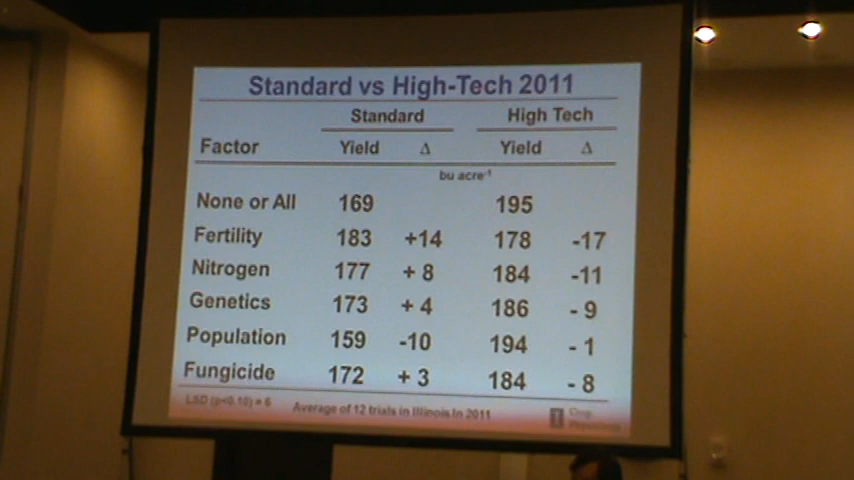 Standard vs High-Tech 2011
Standard High Tech
Factor Yield Δ Yield Δ
bu acre-¹
None or All 169 195
Fertility 183 +14 178 -17
Nitrogen 177 + 8 184 -11
Genetics 173 + 4 186 - 9
Population 159 -10 194 - 1
Fungicide 172 + 3 184 - 8
LSD (p<0.10) = 6
Average of 12 trials in Illinois in 2011
I Crop
Physiology